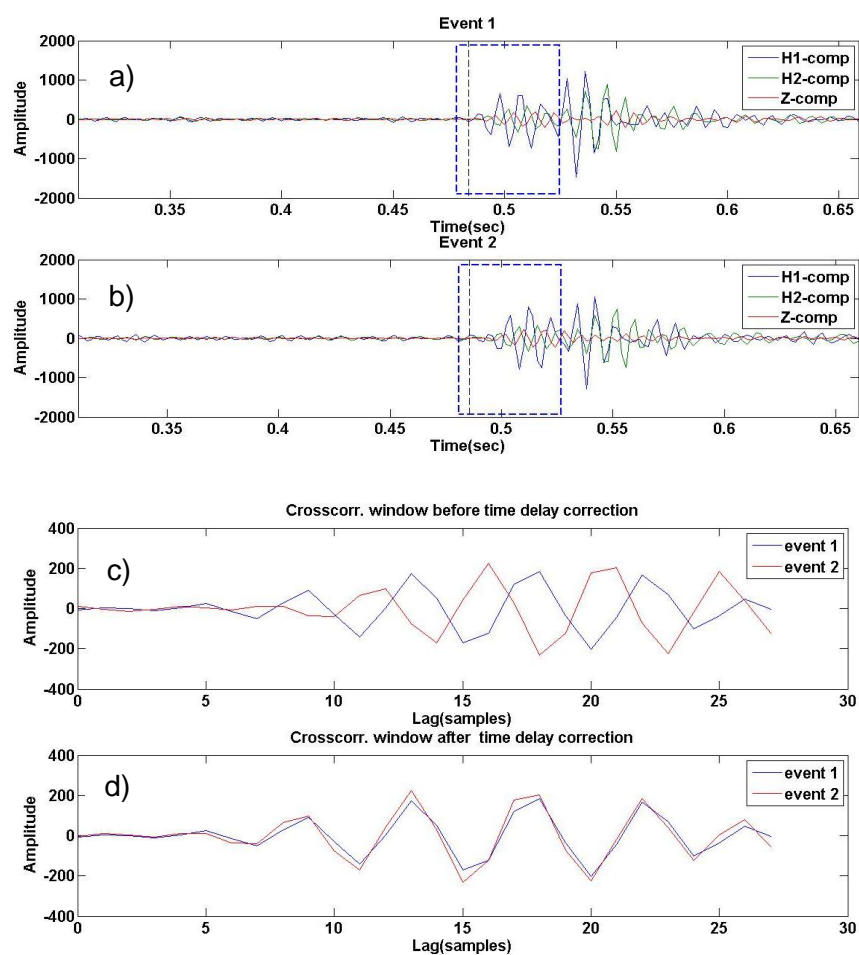 Event 1
2000
1000
0
-1000
-2000
Amplitude
a)
H1-comp
H2-comp
Z-comp
0.35 0.4 0.45 0.5 0.55 0.6 0.65
Time(sec)
Event 2
2000
1000
0
-1000
-2000
Amplitude
b)
H1-comp
H2-comp
Z-comp
0.35 0.4 0.45 0.5 0.55 0.6 0.65
Time(sec)
Crosscorr. window before time delay correction
400
200
0
-200
-400
Amplitude
c)
event 1
event 2
0 5 10 15 20 25 30
Lag(samples)
Crosscorr. window after time delay correction
400
200
0
-200
-400
Amplitude
d)
event 1
event 2
0 5 10 15 20 25 30
Lag(samples)